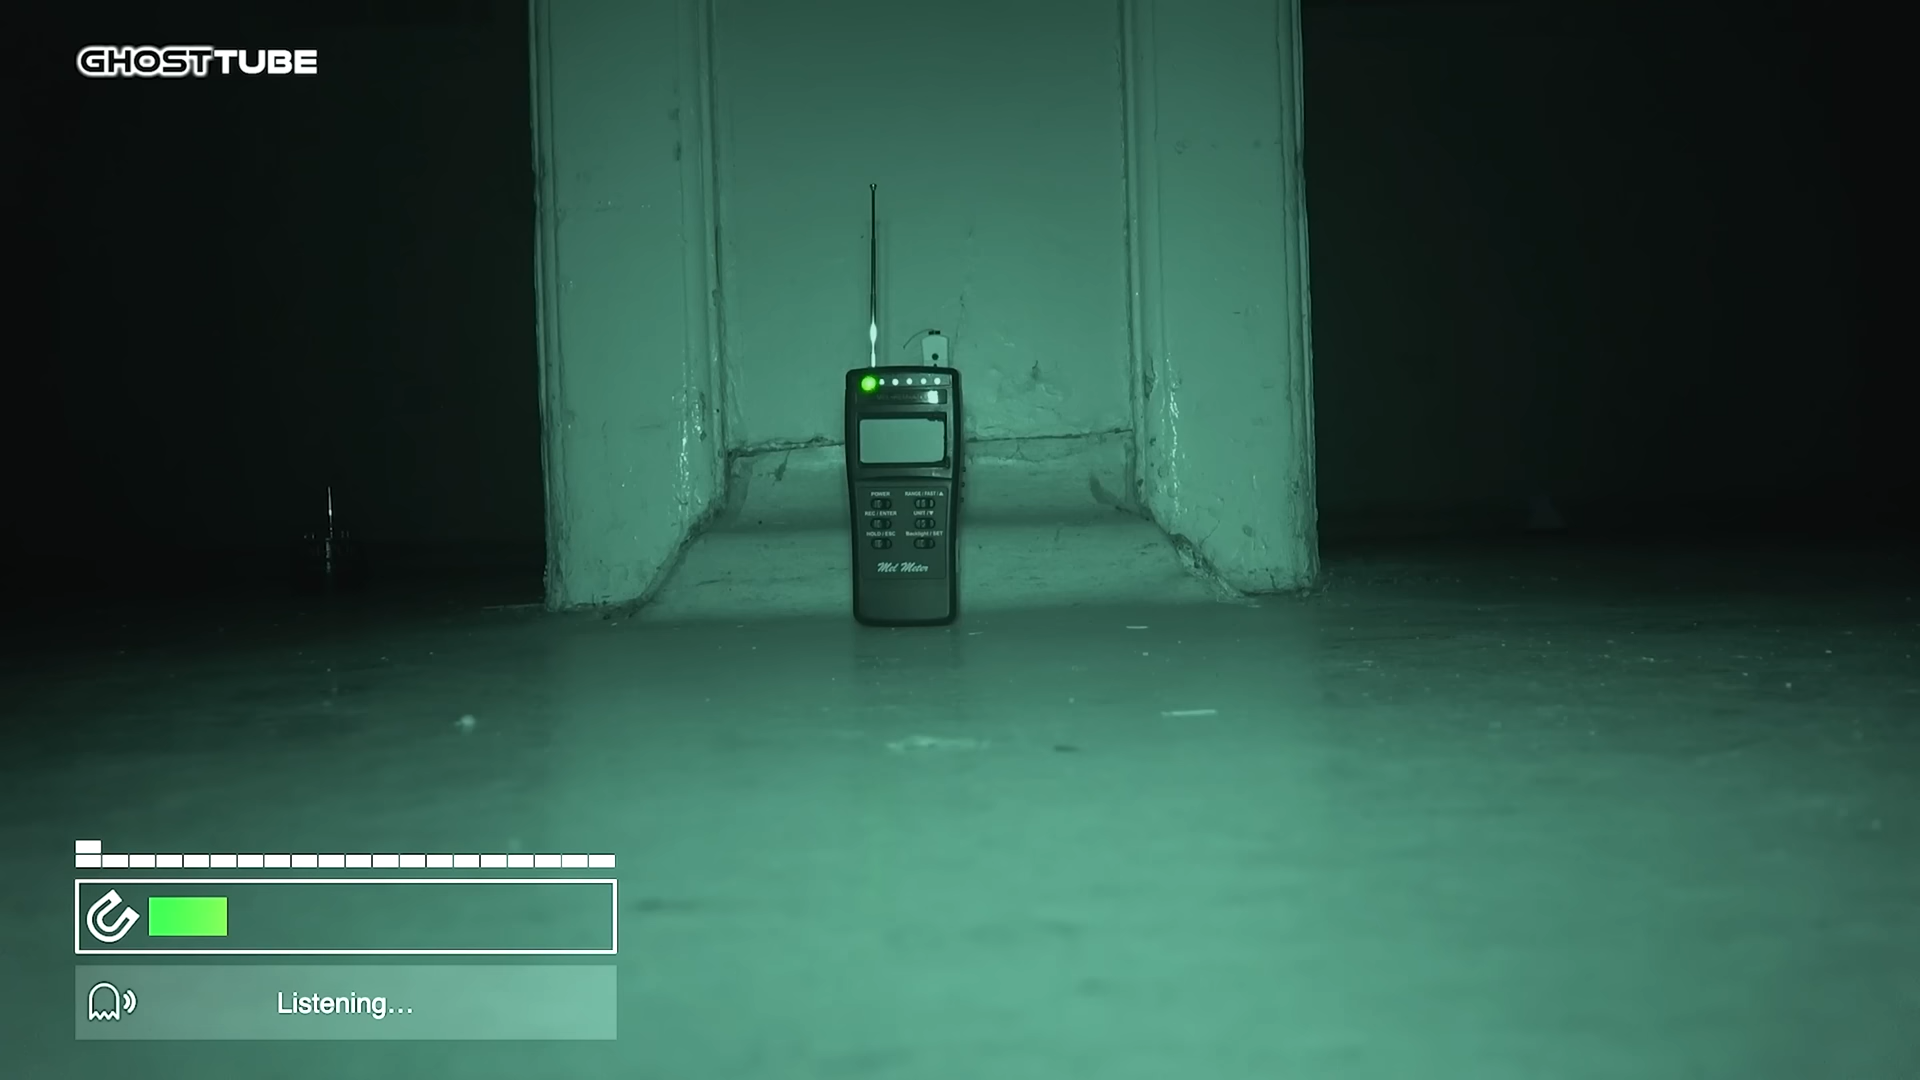 GHOSTTUBE
POWER
RANGE / FAST / ▲
REC / ENTER
UNIT / ▼
HOLD / ESC
Backlight / SET
Mel Meter
Listening...